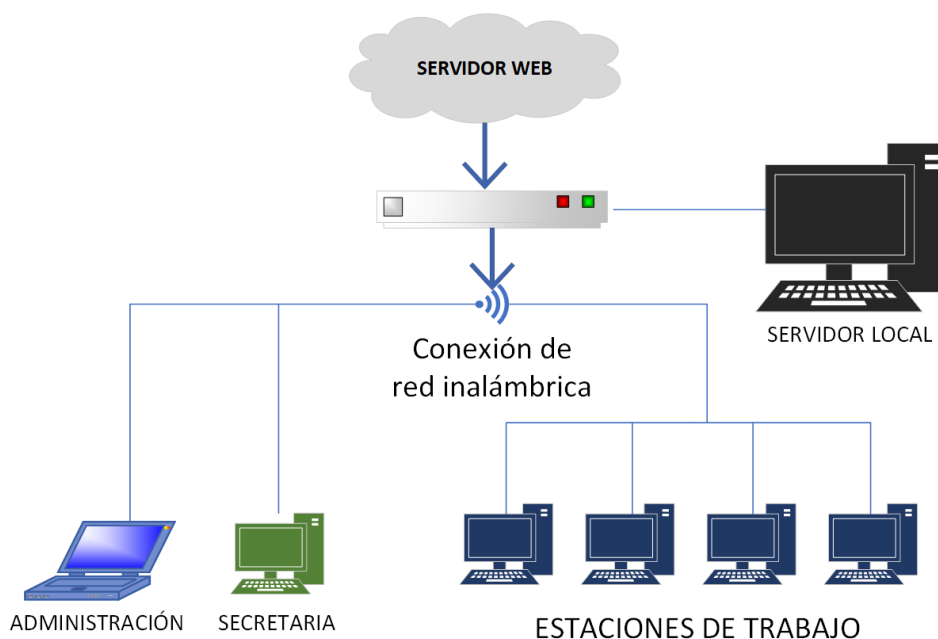 SERVIDOR WEB
SERVIDOR LOCAL
Conexión de
red inalámbrica
ADMINISTRACIÓN
SECRETARIA
ESTACIONES DE TRABAJO